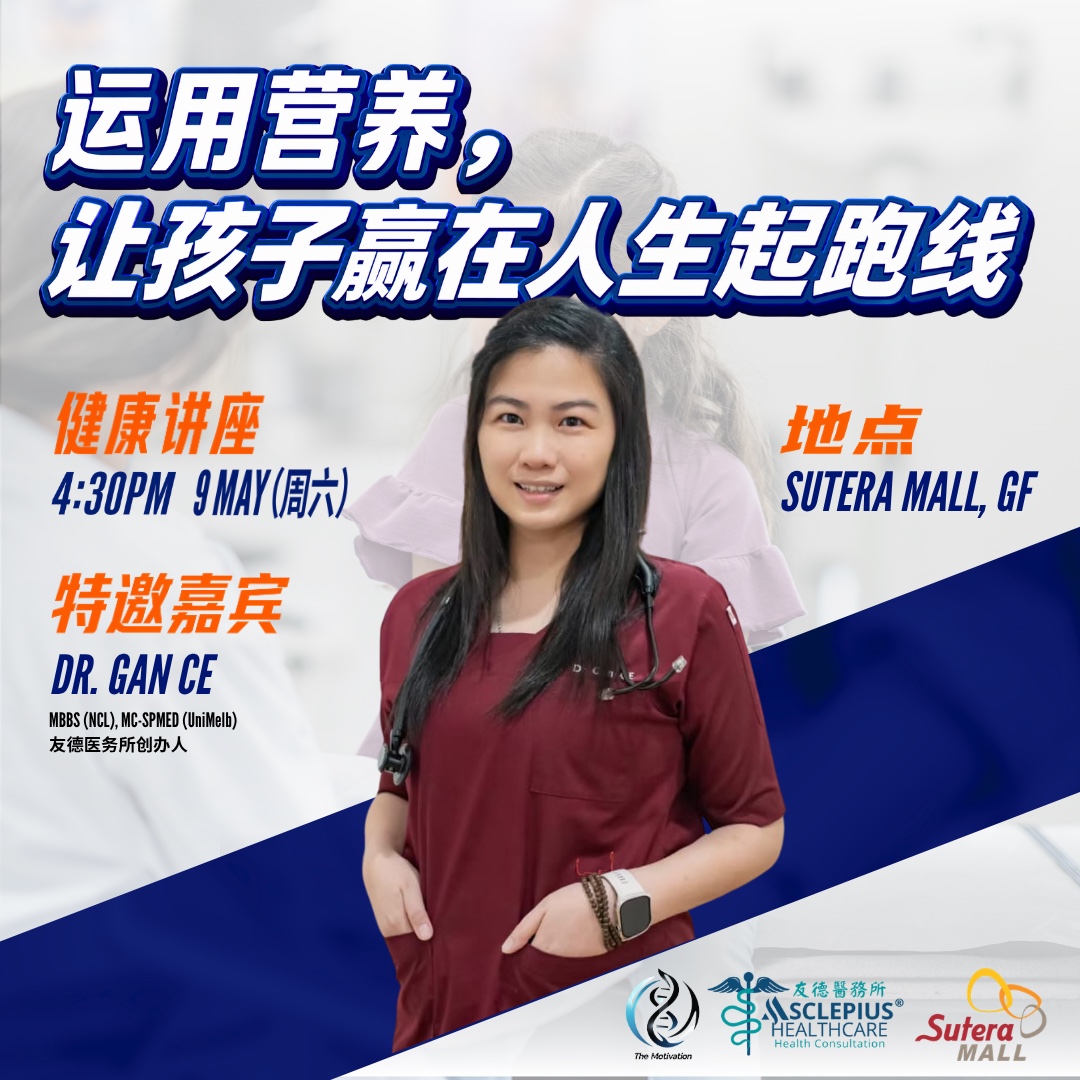 运用营养，
让孩子赢在人生起跑线
健康讲座
4:30PM 9 MAY (周六)
特邀嘉宾
DR. GAN CE
MBBS (NCL), MC-SPMED (UniMelb)
友德医务所创办人
地点
SUTERA MALL, GF
The Motivation
友德醫務所
ASCLEPIUS®
HEALTHCARE
Health Consultation
Sutera
MALL